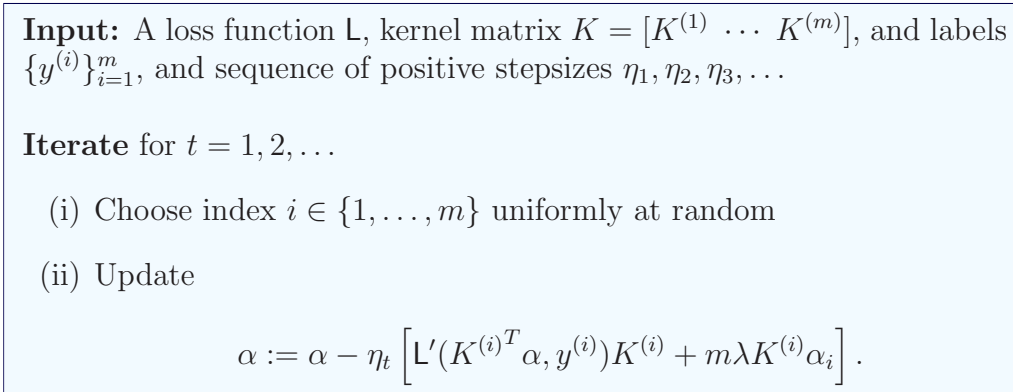 Input: A loss function L, kernel matrix K = [K^{(1)} ⋯ K^{(m)}], and labels
{y^{(i)}}_{i=1}^{m}, and sequence of positive stepsizes η_1, η_2, η_3, …
Iterate for t = 1, 2, …
(i) Choose index i ∈ {1, …, m} uniformly at random
(ii) Update
α := α − η_t [L′(K^{(i)^T} α, y^{(i)})K^{(i)} + mλK^{(i)}α_i] .